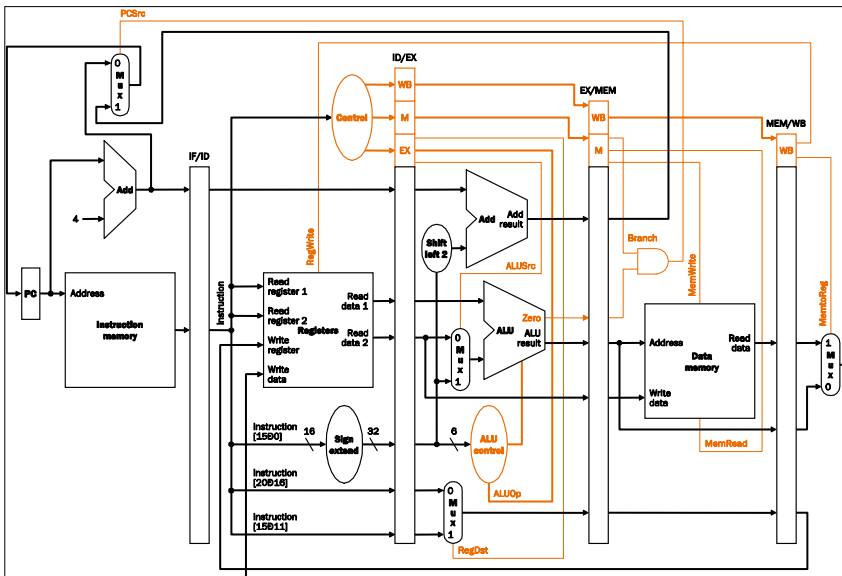 PCSrc
0
M
u
x
1
ID/EX
WB
EX/MEM
Control
M
WB
MEM/WB
IF/ID
EX
M
WB
Add
4
Add
Add
result
Shift
left 2
RegWrite
ALUSrc
Branch
MemWrite
MemtoReg
PC
Address
Instruction
memory
Instruction
Read
register 1
Read
register 2
Write
register
Write
data
Registers
Read
data 1
Read
data 2
0
M
u
x
1
Zero
ALU
ALU
result
Address
Write
data
Data
memory
Read
data
1
M
u
x
0
Instruction
[15Ð0]
16
Sign
extend
32
6
ALU
control
MemRead
Instruction
[20Ð16]
Instruction
[15Ð11]
0
M
u
x
1
ALUOp
RegDst